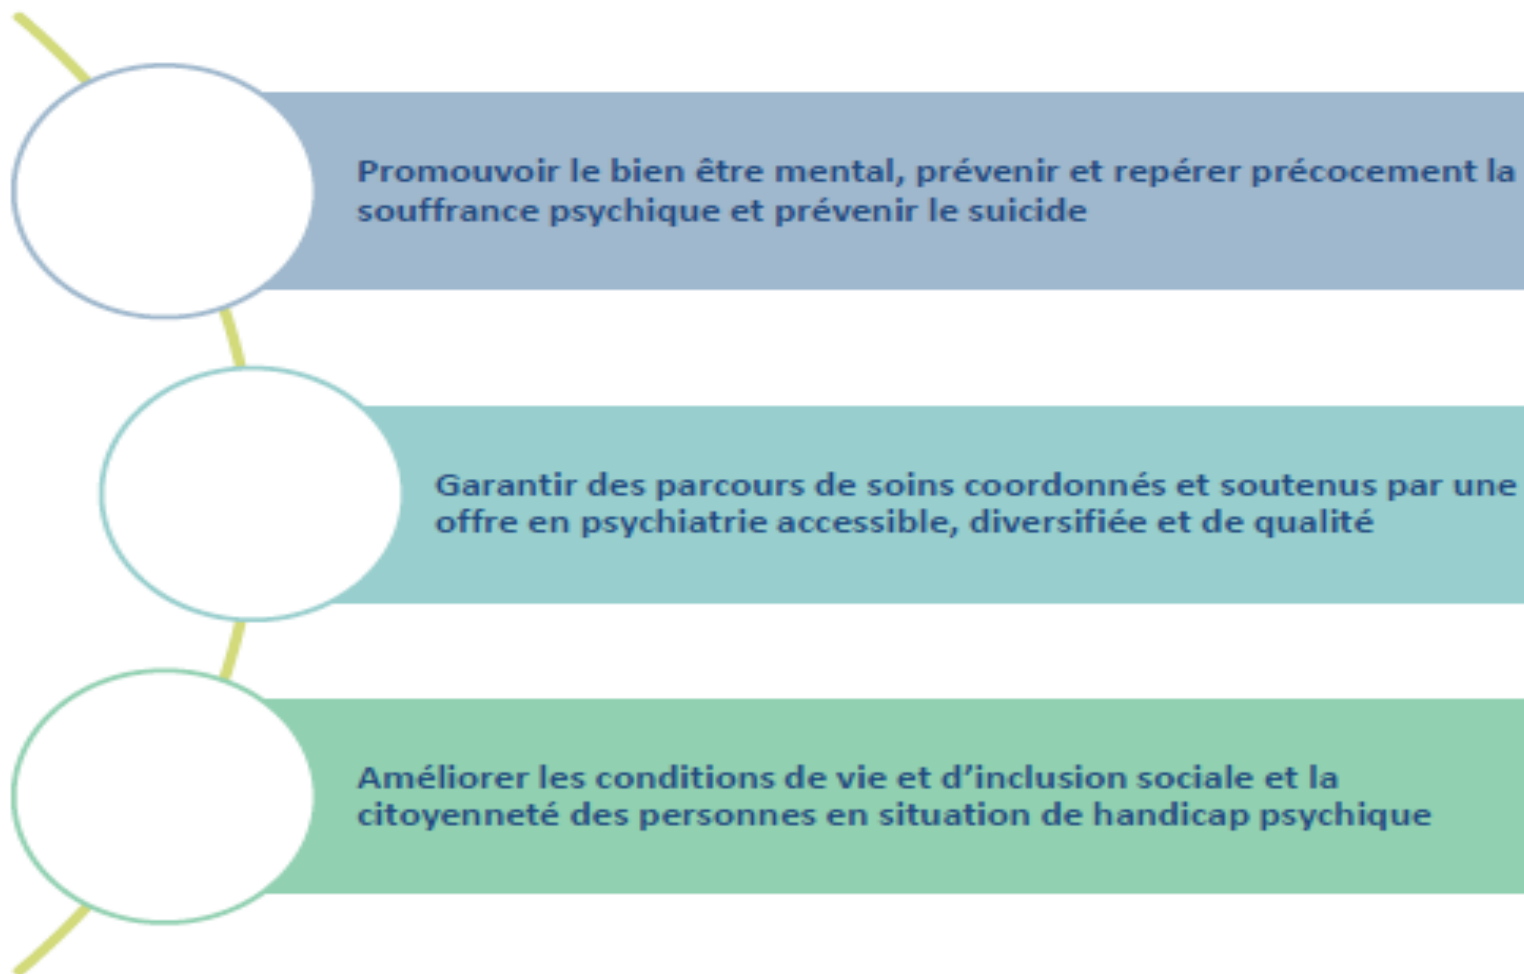 Promouvoir le bien être mental, prévenir et repérer précocement la
souffrance psychique et prévenir le suicide
Garantir des parcours de soins coordonnés et soutenus par une
offre en psychiatrie accessible, diversifiée et de qualité
Améliorer les conditions de vie et d’inclusion sociale et la
citoyenneté des personnes en situation de handicap psychique